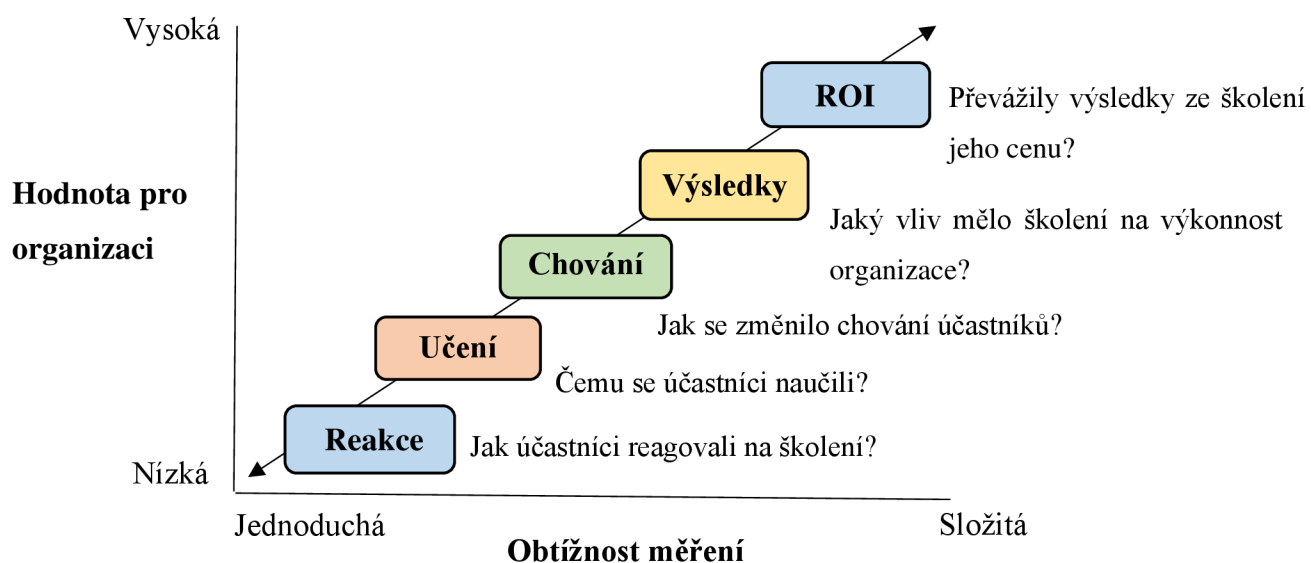 Vysoká
ROI
Převážily výsledky ze školení
jeho cenu?
Hodnota pro
organizaci
Výsledky
Jaký vliv mělo školení na výkonnost
organizace?
Chování
Jak se změnilo chování účastníků?
Učení
Čemu se účastníci naučili?
Reakce
Jak účastníci reagovali na školení?
Nízká
Jednoduchá
Složitá
Obtížnost měření